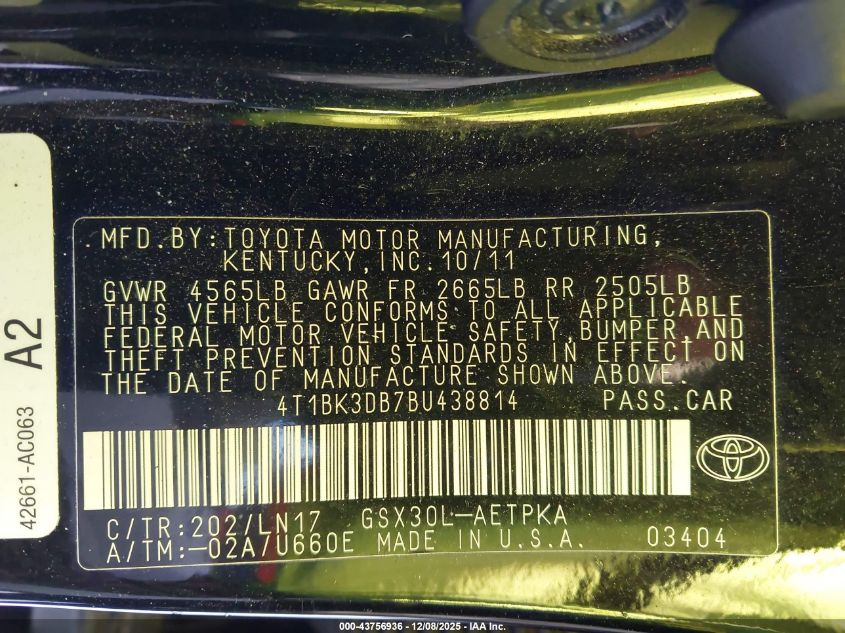 MFD.BY:TOYOTA MOTOR MANUFACTURING,
KENTUCKY,INC.10/11
GVWR 4565LB GAWR FR 2665LB RR 2505LB
THIS VEHICLE CONFORMS TO ALL APPLICABLE
FEDERAL MOTOR VEHICLE SAFETY,BUMPER,AND
THEFT PREVENTION STANDARDS IN EFFECT ON
THE DATE OF MANUFACTURE SHOWN ABOVE.
4T1BK3DB7BU438814 PASS.CAR
C/TR:202/LN17 GSX30L-AETPKA
A/TM:-02A/U660E MADE IN U.S.A. 03404
A2
42661-AC063
000-43756936 - 12/08/2025 - IAA Inc.